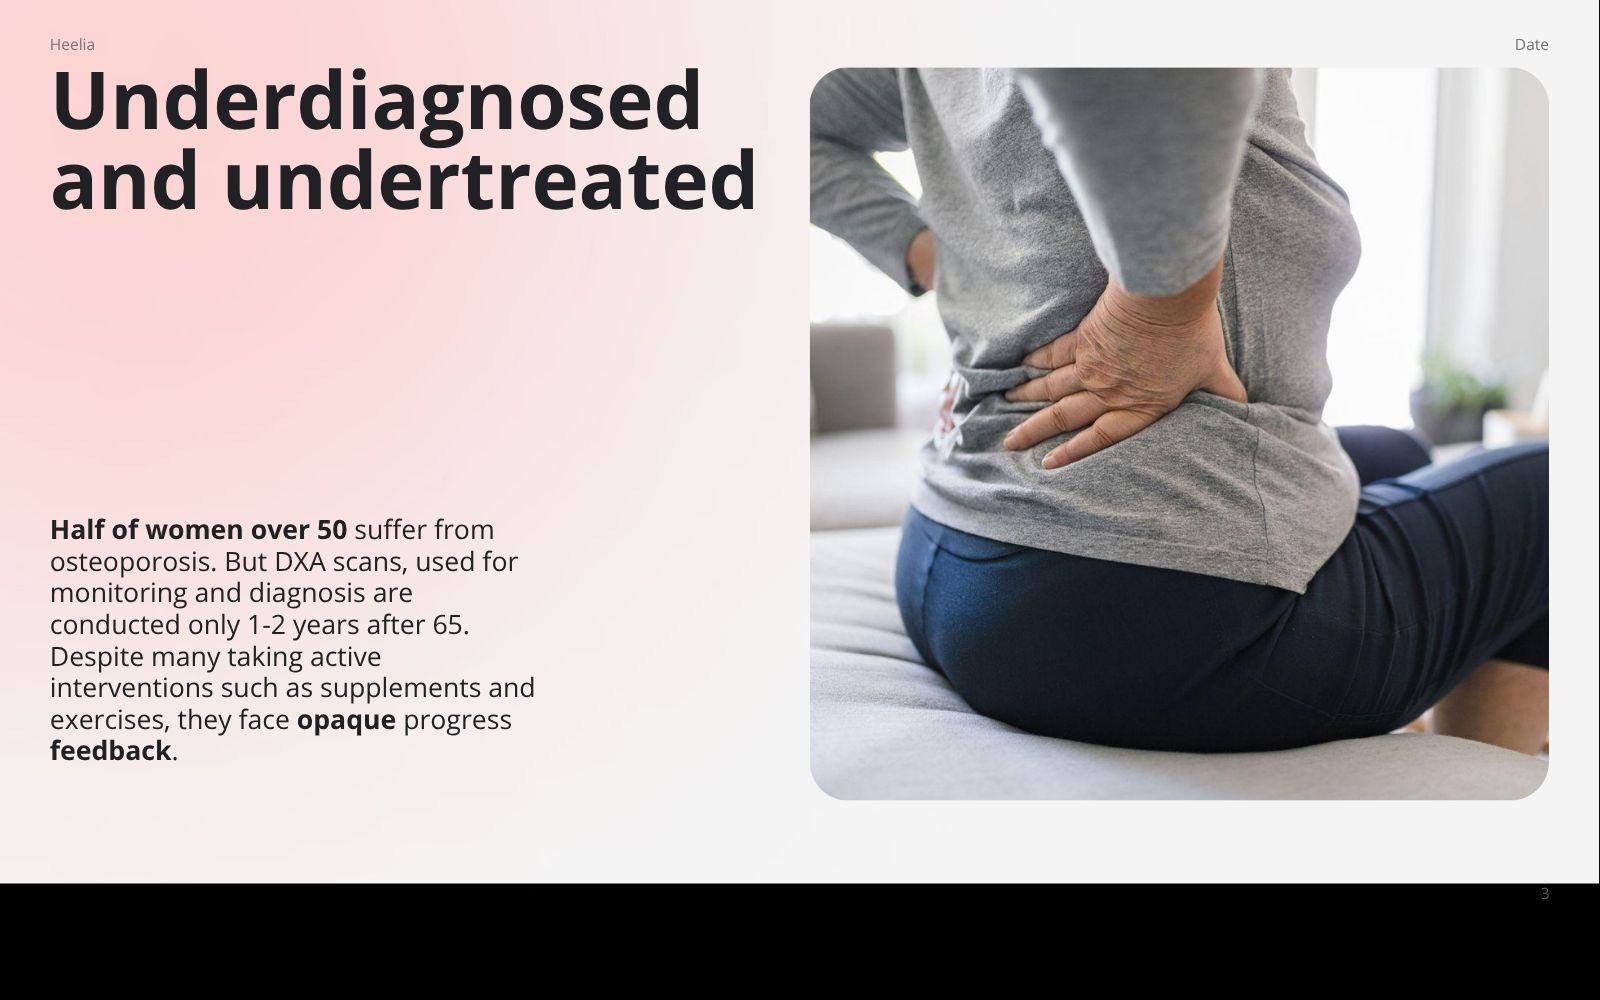 Heelia
Date
Underdiagnosed
and undertreated
Half of women over 50 suffer from
osteoporosis. But DXA scans, used for
monitoring and diagnosis are
conducted only 1-2 years after 65.
Despite many taking active
interventions such as supplements and
exercises, they face opaque progress
feedback.
3